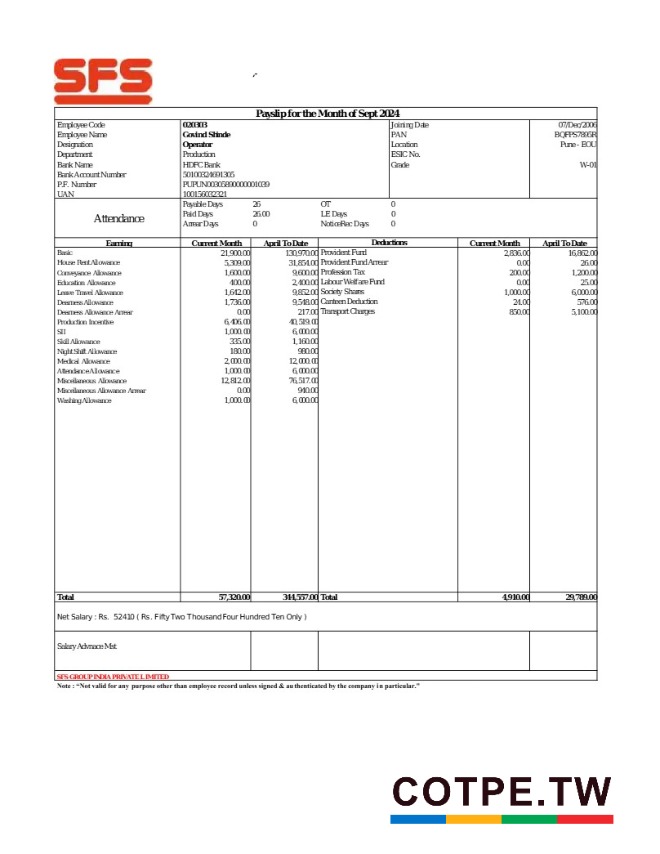 SFS
Payslip for the Month of Sept 2024
Employee Code 020303 Joining Date 07/Dec/2006
Employee Name Govind Shinde PAN BQFPS7895R
Designation Operator Location Pune - EOU
Department Production ESIC No.
Bank Name HDFC Bank Grade W-01
Bank Account Number 50100324691305
P.F. Number PUPUN00305890000001039
UAN 100156032321
Attendance
Payable Days 26 OT 0
Paid Days 26.00 LE Days 0
Arrear Days 0 NoticeRec Days 0
Earning Current Month April To Date Deductions Current Month April To Date
Basic 21,900.00 130,970.00 Provident Fund 2,836.00 16,862.00
House Rent Allowance 5,309.00 31,854.00 Provident Fund Arrear 0.00 26.00
Conveyance Allowance 1,600.00 9,600.00 Profession Tax 200.00 1,200.00
Education Allowance 400.00 2,400.00 Labour Welfare Fund 0.00 25.00
Leave Travel Allowance 1,642.00 9,852.00 Society Shares 1,000.00 6,000.00
Dearness Allowance 1,736.00 9,548.00 Canteen Deduction 24.00 576.00
Dearness Allowance Arrear 0.00 217.00 Transport Charges 850.00 5,100.00
Production Incentive 6,406.00 40,519.00
SII 1,000.00 6,000.00
Skill Allowance 335.00 1,160.00
Night Shift Allowance 180.00 980.00
Medical Allowance 2,000.00 12,000.00
Attendance Allowance 1,000.00 6,000.00
Miscellaneous Allowance 12,812.00 76,517.00
Miscellaneous Allowance Arrear 0.00 940.00
Washing Allowance 1,000.00 6,000.00
Total 57,320.00 344,557.00 Total 4,910.00 29,789.00
Net Salary : Rs. 52410 ( Rs. Fifty Two Thousand Four Hundred Ten Only )
Salary Advnace Mst
SFS GROUP INDIA PRIVATE LIMITED
Note : "Not valid for any purpose other than employee record unless signed & authenticated by the company in particular."
COTPE.TW